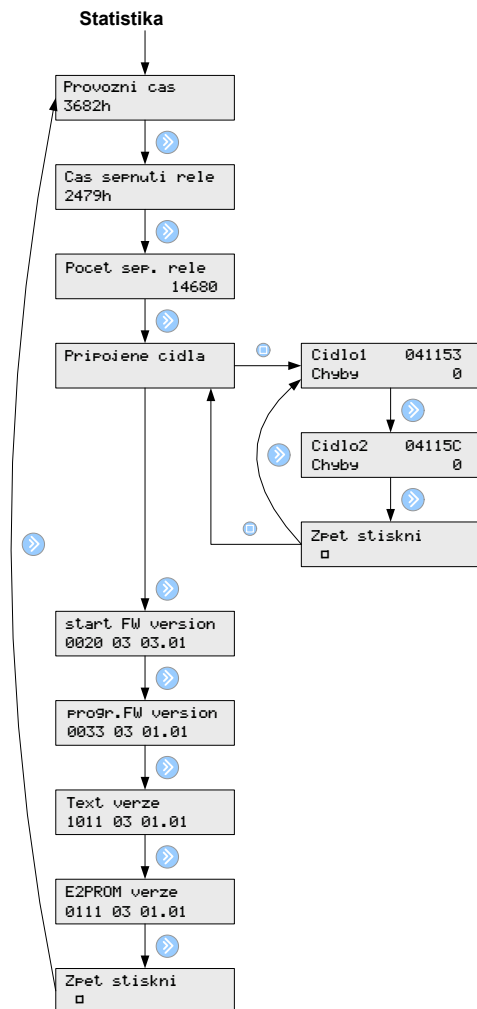 Statistika
Provozni cas
3682h
Cas sepnuti rele
2479h
Pocet sep. rele
14680
Pripojene cidla
Cidlo1 041153
Chyby 0
Cidlo2 04115C
Chyby 0
Zpet stiskni
start FW version
0020 03 03.01
progr.FW version
0033 03 01.01
Text verze
1011 03 01.01
E2PROM verze
0111 03 01.01
Zpet stiskni